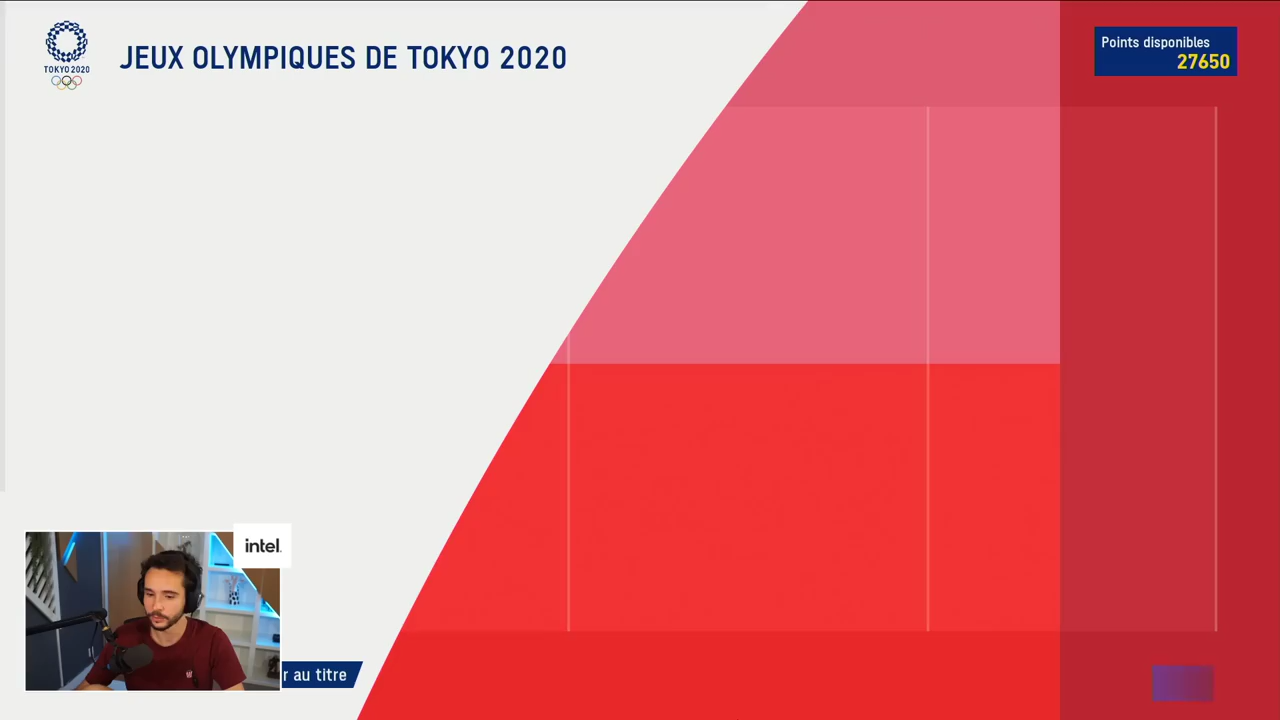 TOKYO 2020
JEUX OLYMPIQUES DE TOKYO 2020
Points disponibles
27650
intel.
r au titre